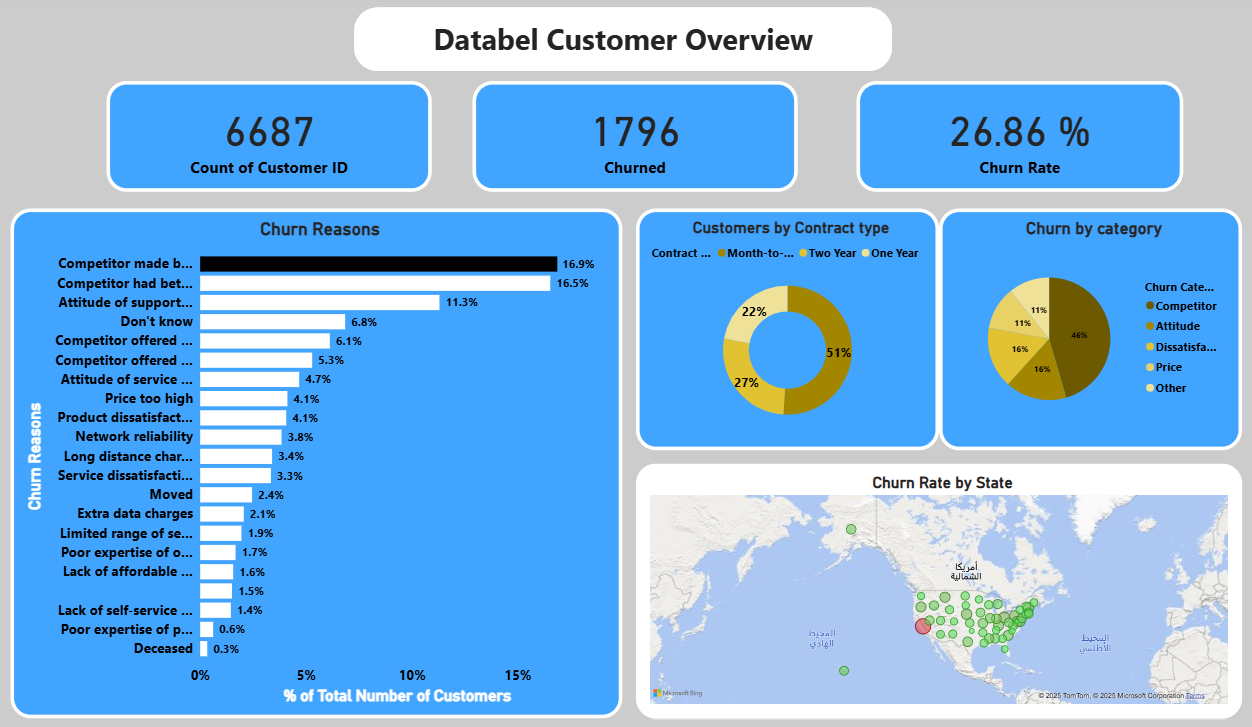 Databel Customer Overview
6687
Count of Customer ID
1796
Churned
26.86 %
Churn Rate
Churn Reasons
Churn Reasons
Competitor made b... 16.9%
Competitor had bet... 16.5%
Attitude of support... 11.3%
Don't know 6.8%
Competitor offered ... 6.1%
Competitor offered ... 5.3%
Attitude of service ... 4.7%
Price too high 4.1%
Product dissatisfact... 4.1%
Network reliability 3.8%
Long distance char... 3.4%
Service dissatisfacti... 3.3%
Moved 2.4%
Extra data charges 2.1%
Limited range of se... 1.9%
Poor expertise of o... 1.7%
Lack of affordable ... 1.6%
1.5%
Lack of self-service ... 1.4%
Poor expertise of p... 0.6%
Deceased 0.3%
0% 5% 10% 15%
% of Total Number of Customers
Customers by Contract type
Contract ... Month-to-... Two Year One Year
22%
51%
27%
Churn by category
Churn Cate...
Competitor
Attitude
Dissatisfa...
Price
Other
11%
11%
46%
16%
16%
Churn Rate by State
أمريكا
الشمالية
المحيط
الهادي
المحيط
الأطلسي
Microsoft Bing
© 2025 TomTom, © 2025 Microsoft Corporation Terms